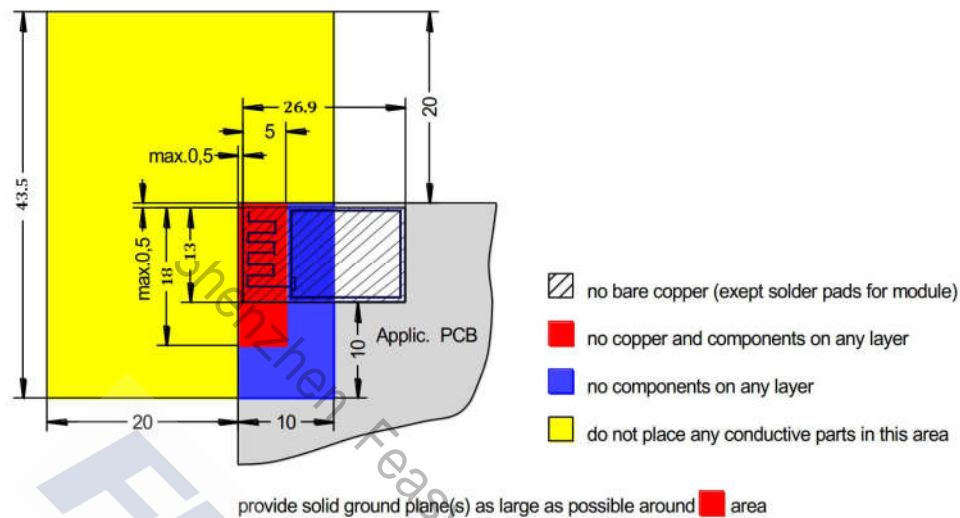 26.9
20
5
max.0,5
43.5
max.0,5
18
13
Applic. PCB
10
20
10
no bare copper (exept solder pads for module)
no copper and components on any layer
no components on any layer
do not place any conductive parts in this area
provide solid ground plane(s) as large as possible around area
Shenzhen Feas